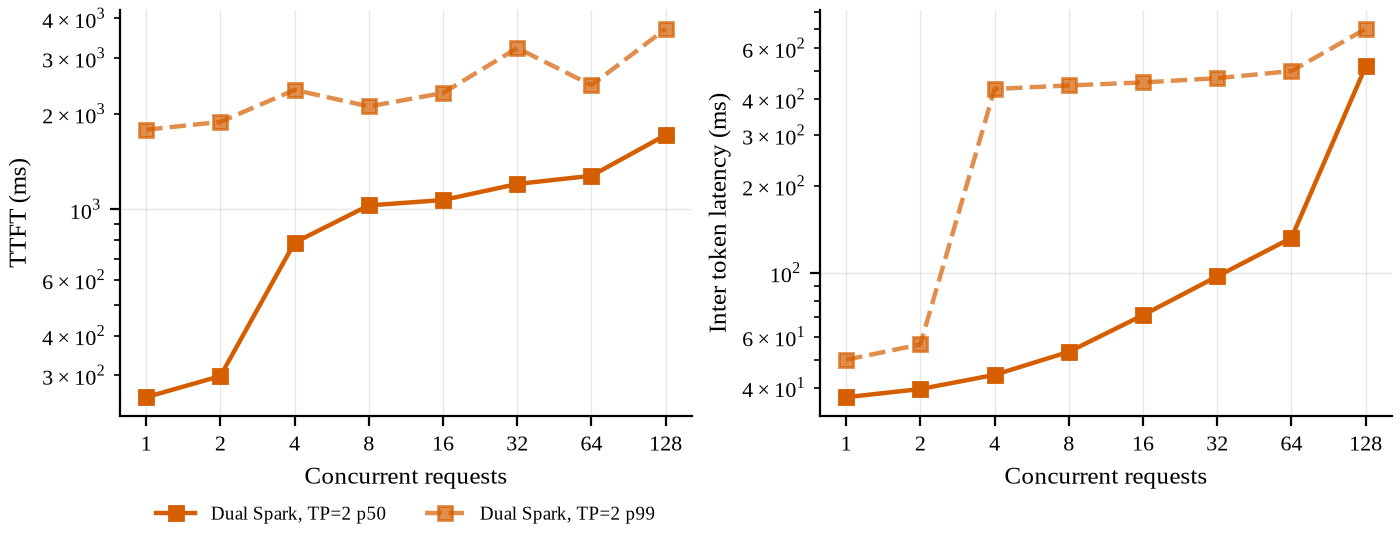 TTFT (ms)
4 × 10³
3 × 10³
2 × 10³
10³
6 × 10²
4 × 10²
3 × 10²
1 2 4 8 16 32 64 128
Concurrent requests
Inter token latency (ms)
6 × 10²
4 × 10²
3 × 10²
2 × 10²
10²
6 × 10¹
4 × 10¹
1 2 4 8 16 32 64 128
Concurrent requests
Dual Spark, TP=2 p50 Dual Spark, TP=2 p99